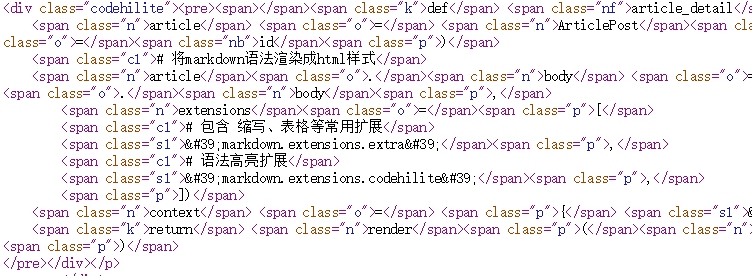 <div class="codehilite"><pre><span></span><span class="k">def</span> <span class="nf">article_detail</s
<span class="n">article</span> <span class="o">=</span> <span class="n">ArticlePost</span><span class="p">
class="o">=</span><span class="nb">id</span><span class="p">)</span>
<span class="c1"># 将markdown语法渲染成html样式</span>
<span class="n">article</span><span class="o">.</span><span class="n">body</span> <span class="o">=</span>
<span class="o">.</span><span class="n">body</span><span class="p">,</span>
<span class="n">extensions</span><span class="o">=</span><span class="p">[</span>
<span class="c1"># 包含 缩写、表格等常用扩展</span>
<span class="s1">&#39;markdown.extensions.extra&#39;</span><span class="p">,</span>
<span class="c1"># 语法高亮扩展</span>
<span class="s1">&#39;markdown.extensions.codehilite&#39;</span><span class="p">,</span>
<span class="p">])</span>
<span class="n">context</span> <span class="o">=</span> <span class="p">{</span> <span class="s1">&
<span class="k">return</span> <span class="n">render</span><span class="p">(</span><span class="n">
<span class="p">)</span>
</pre></div></p>